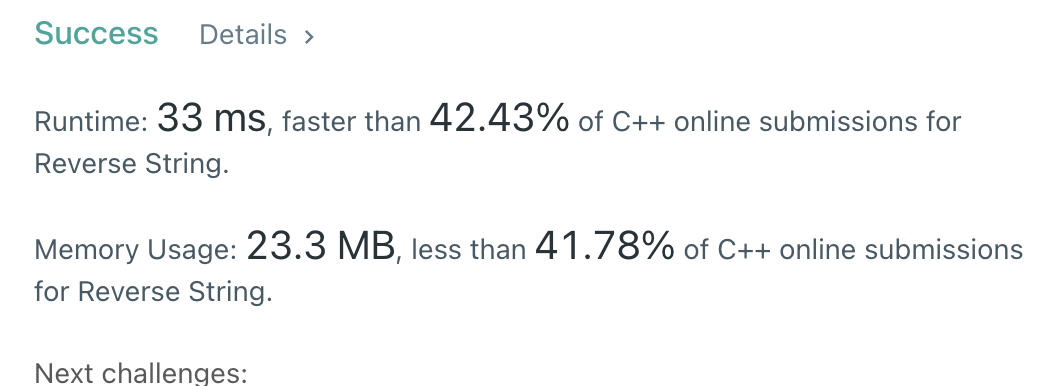 Success Details >
Runtime: 33 ms, faster than 42.43% of C++ online submissions for
Reverse String.
Memory Usage: 23.3 MB, less than 41.78% of C++ online submissions
for Reverse String.
Next challenges: